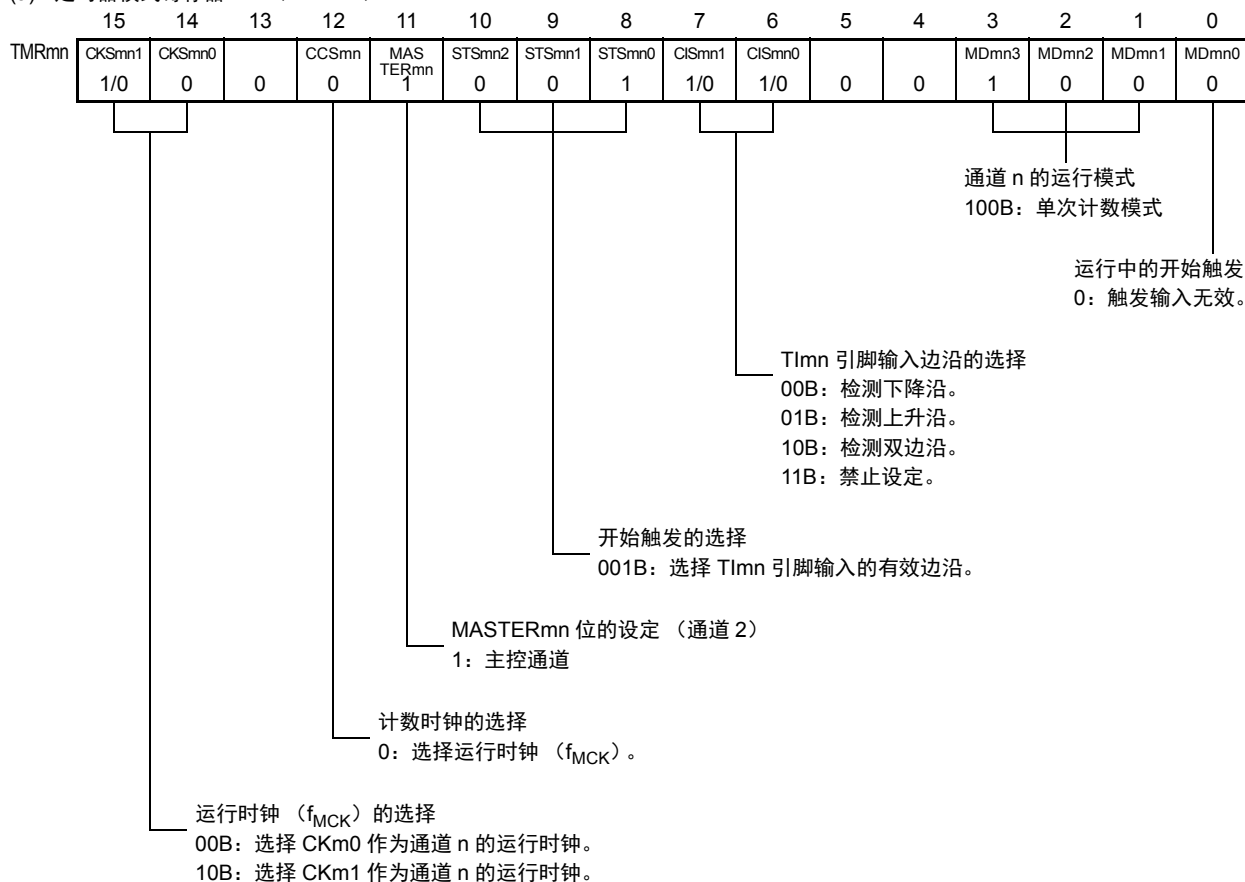 15 14 13 12 11 10 9 8 7 6 5 4 3 2 1 0
TMRmn CKSmn1 CKSmn0 CCSmn MAS TERmn STSmn2 STSmn1 STSmn0 CISmn1 CISmn0 MDmn3 MDmn2 MDmn1 MDmn0
1/0 0 0 0 1 0 0 1 1/0 1/0 0 0 1 0 0 0
通道 n 的运行模式
100B：单次计数模式
运行中的开始触发
0：触发输入无效。
TImn 引脚输入边沿的选择
00B：检测下降沿。
01B：检测上升沿。
10B：检测双边沿。
11B：禁止设定。
开始触发的选择
001B：选择 TImn 引脚输入的有效边沿。
MASTERmn 位的设定 （通道 2）
1：主控通道
计数时钟的选择
0：选择运行时钟 （fMCK）。
运行时钟 （fMCK）的选择
00B：选择 CKm0 作为通道 n 的运行时钟。
10B：选择 CKm1 作为通道 n 的运行时钟。